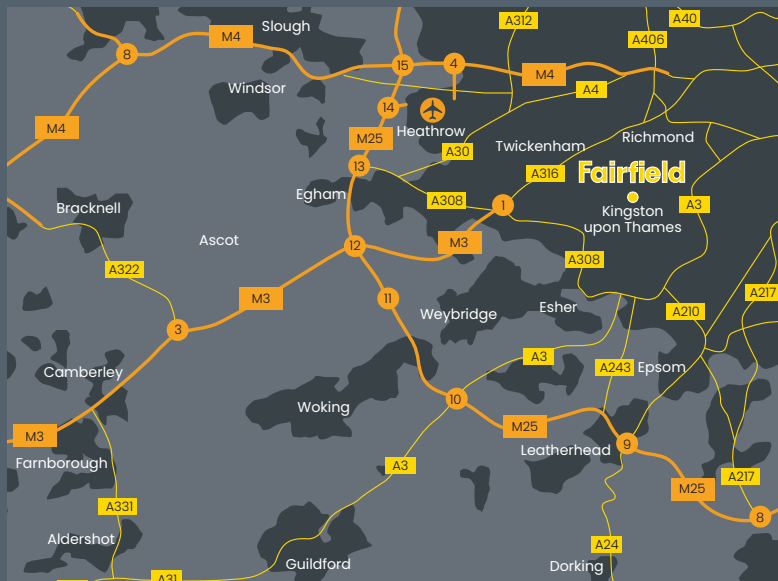 A312
A40
Slough
M4
A406
8
15
4
M4
Windsor
A4
14
M4
Heathrow
M25
Richmond
Twickenham
A30
13
A316
Fairfield
Egham
A308
1
A3
Bracknell
Kingston
upon Thames
Ascot
12
M3
A308
A322
M3
11
A217
Esher
A210
Weybridge
3
A3
Camberley
A243
Epsom
10
Woking
M3
M25
9
Leatherhead
Farnborough
A3
A217
M25
A331
8
Aldershot
A24
Guildford
Dorking
A31